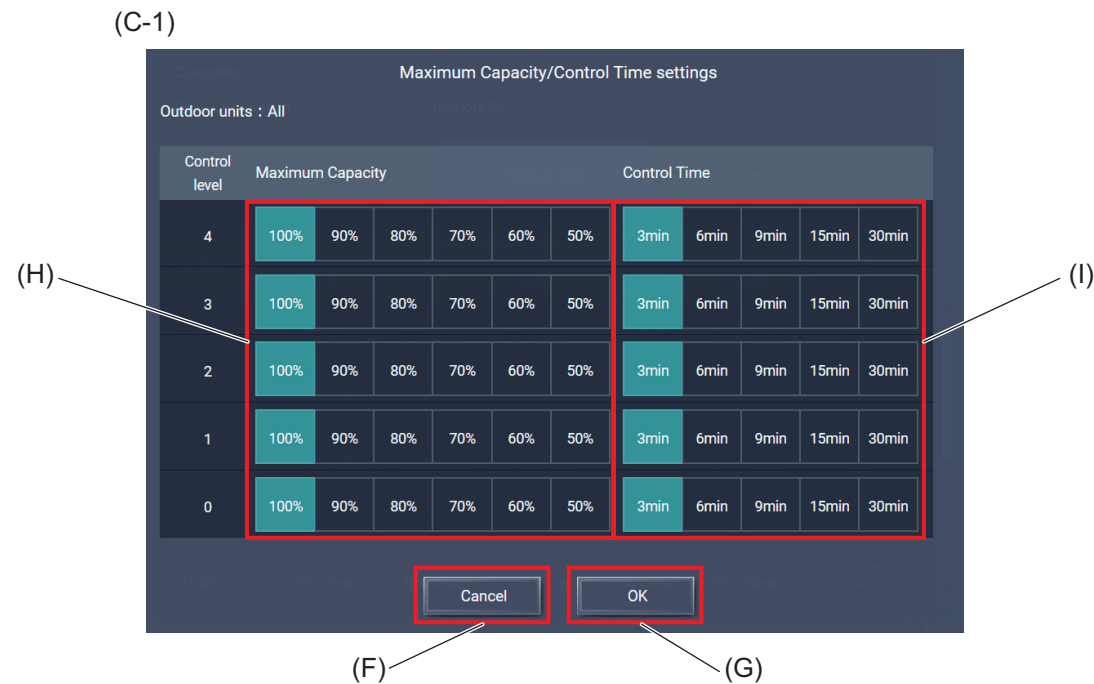 (C-1)
Maximum Capacity/Control Time settings
Outdoor units : All
Control level Maximum Capacity Control Time
4 100% 90% 80% 70% 60% 50% 3min 6min 9min 15min 30min
(H)
(I)
3 100% 90% 80% 70% 60% 50% 3min 6min 9min 15min 30min
2 100% 90% 80% 70% 60% 50% 3min 6min 9min 15min 30min
1 100% 90% 80% 70% 60% 50% 3min 6min 9min 15min 30min
0 100% 90% 80% 70% 60% 50% 3min 6min 9min 15min 30min
Cancel OK
(F) (G)